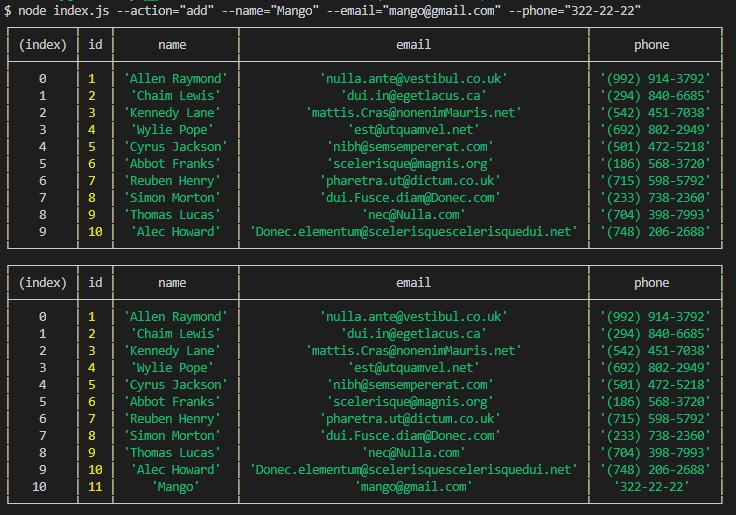 $ node index.js --action="add" --name="Mango" --email="mango@gmail.com" --phone="322-22-22"
(index) id name email phone
0 1 'Allen Raymond' 'nulla.ante@vestibul.co.uk' '(992) 914-3792'
1 2 'Chaim Lewis' 'dui.in@egetlacus.ca' '(294) 840-6685'
2 3 'Kennedy Lane' 'mattis.Cras@nonenimMauris.net' '(542) 451-7038'
3 4 'Wylie Pope' 'est@utquamvel.net' '(692) 802-2949'
4 5 'Cyrus Jackson' 'nibh@semsempererat.com' '(501) 472-5218'
5 6 'Abbot Franks' 'scelerisque@magnis.org' '(186) 568-3720'
6 7 'Reuben Henry' 'pharetra.ut@dictum.co.uk' '(715) 598-5792'
7 8 'Simon Morton' 'dui.Fusce.diam@Donec.com' '(233) 738-2360'
8 9 'Thomas Lucas' 'nec@Nulla.com' '(704) 398-7993'
9 10 'Alec Howard' 'Donec.elementum@scelerisquescelerisquedui.net' '(748) 206-2688'
(index) id name email phone
0 1 'Allen Raymond' 'nulla.ante@vestibul.co.uk' '(992) 914-3792'
1 2 'Chaim Lewis' 'dui.in@egetlacus.ca' '(294) 840-6685'
2 3 'Kennedy Lane' 'mattis.Cras@nonenimMauris.net' '(542) 451-7038'
3 4 'Wylie Pope' 'est@utquamvel.net' '(692) 802-2949'
4 5 'Cyrus Jackson' 'nibh@semsempererat.com' '(501) 472-5218'
5 6 'Abbot Franks' 'scelerisque@magnis.org' '(186) 568-3720'
6 7 'Reuben Henry' 'pharetra.ut@dictum.co.uk' '(715) 598-5792'
7 8 'Simon Morton' 'dui.Fusce.diam@Donec.com' '(233) 738-2360'
8 9 'Thomas Lucas' 'nec@Nulla.com' '(704) 398-7993'
9 10 'Alec Howard' 'Donec.elementum@scelerisquescelerisquedui.net' '(748) 206-2688'
10 11 'Mango' 'mango@gmail.com' '322-22-22'